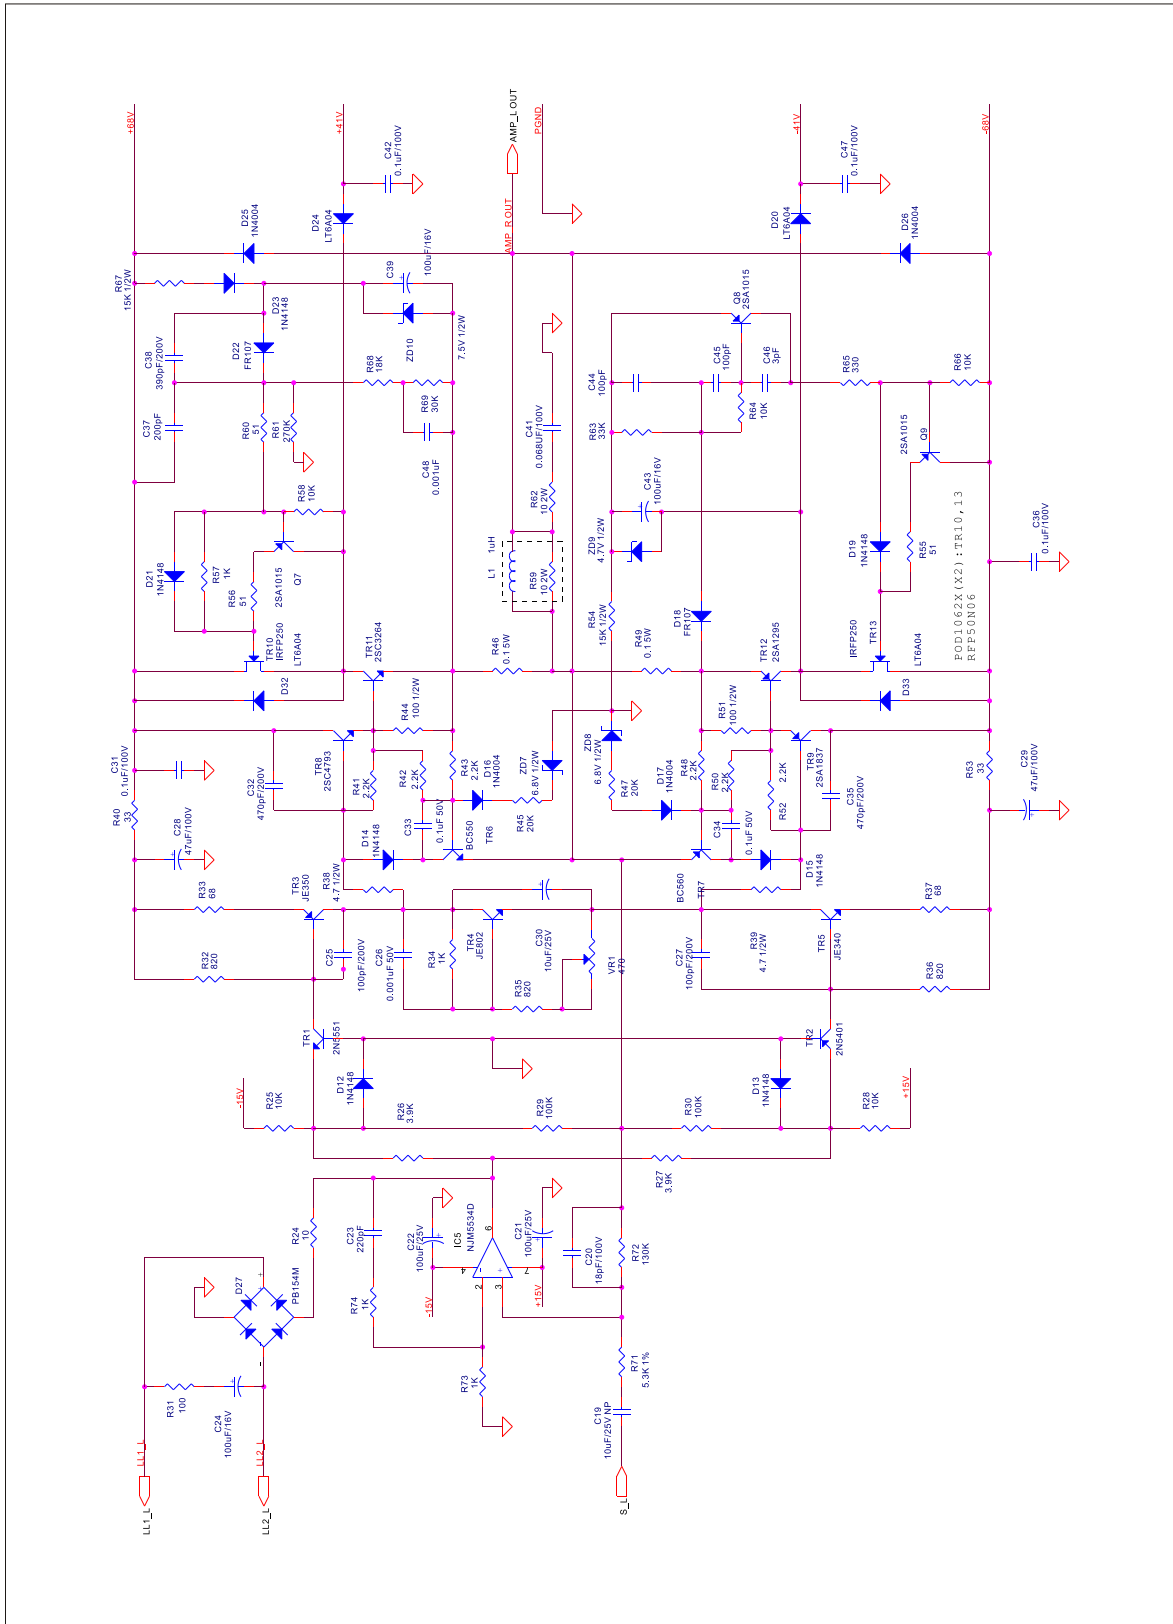 +68V
+41V
AMP_L OUT
PGND
-41V
-68V
AMP_R OUT
C42
0.1uF/100V
C47
0.1uF/100V
D25
1N4004
D24
LT6A04
D20
LT6A04
D26
1N4004
R67
15K 1/2W
D23
1N4148
C39
100uF/16V
ZD10
7.5V 1/2W
Q8
2SA1015
C38
390pF/200V
D22
FR107
R68
18K
R69
30K
C44
100pF
C45
100pF
C46
3pF
R65
330
R66
10K
C37
200pF
R60
51
R61
270K
C48
0.001uF
C41
0.068UF/100V
R63
33K
R64
10K
2SA1015
Q9
R58
10K
R62
10 2W
C43
100uF/16V
ZD9
4.7V 1/2W
D21
1N4148
R57
1K
R56
51
2SA1015
Q7
L1
1uH
R59
10 2W
D19
1N4148
R55
51
C36
0.1uF/100V
POD1062X(X2):TR10,13
RFP50N06
TR10
IRFP250
LT6A04
D32
TR11
2SC3264
R46
0.1 5W
R54
15K 1/2W
R49
0.1 5W
D18
FR107
TR12
2SA1295
IRFP250
TR13
LT6A04
D33
C31
0.1uF/100V
R40
33
C28
47uF/100V
C32
470pF/200V
TR8
2SC4793
R44
100 1/2W
R41
2.2K
R42
2.2K
R43
2.2K
D16
1N4004
ZD7
6.8V 1/2W
R45
20K
C33
0.1uF 50V
BC550
TR6
D14
1N4148
ZD8
6.8V 1/2W
R47
20K
D17
1N4004
R48
2.2K
R51
100 1/2W
R50
2.2K
R52
2.2K
TR9
2SA1837
C34
0.1uF 50V
C35
470pF/200V
D15
1N4148
BC560
TR7
R53
33
C29
47uF/100V
R33
68
TR3
JE350
R38
4.7 1/2W
R32
820
C25
100pF/200V
C26
0.001uF 50V
R34
1K
TR4
JE802
C30
10uF/25V
R35
820
VR1
470
C27
100pF/200V
R39
4.7 1/2W
TR5
JE340
R37
68
R36
820
TR1
2N5551
TR2
2N5401
-15V
R25
10K
D12
1N4148
R26
3.9K
R29
100K
R30
100K
D13
1N4148
R28
10K
+15V
R27
3.9K
R24
10
D27
PB154M
+
-
C23
220pF
R74
1K
C22
100uF/25V
-15V
IC5
NJM5534D
4
6
2
3
7
+15V
C21
100uF/25V
C20
18pF/100V
R72
130K
R73
1K
R71
5.3K 1%
C19
10uF/25V NP
R31
100
C24
100uF/16V
LL1_L
LL2_L
LL1_L
LL2_L
S_L